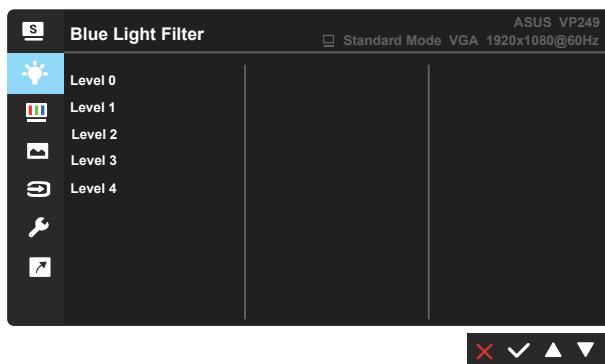 S
Blue Light Filter
ASUS VP249
Standard Mode VGA 1920x1080@60Hz
Level 0
Level 1
Level 2
Level 3
Level 4